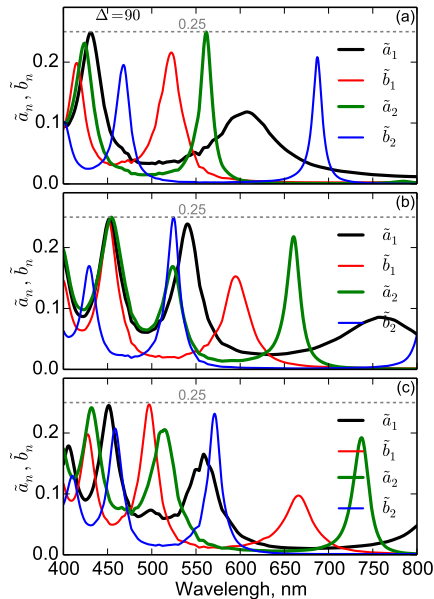 Δ=90
0.25
(a)
ã₁
b̃₁
ã₂
b̃₂
ãₙ, b̃ₙ
0.2
0.1
0.0
0.25
(b)
ã₁
b̃₁
ã₂
b̃₂
ãₙ, b̃ₙ
0.2
0.1
0.0
0.25
(c)
ã₁
b̃₁
ã₂
b̃₂
ãₙ, b̃ₙ
0.2
0.1
0.0
400 450 500 550 600 650 700 750 800
Wavelengh, nm